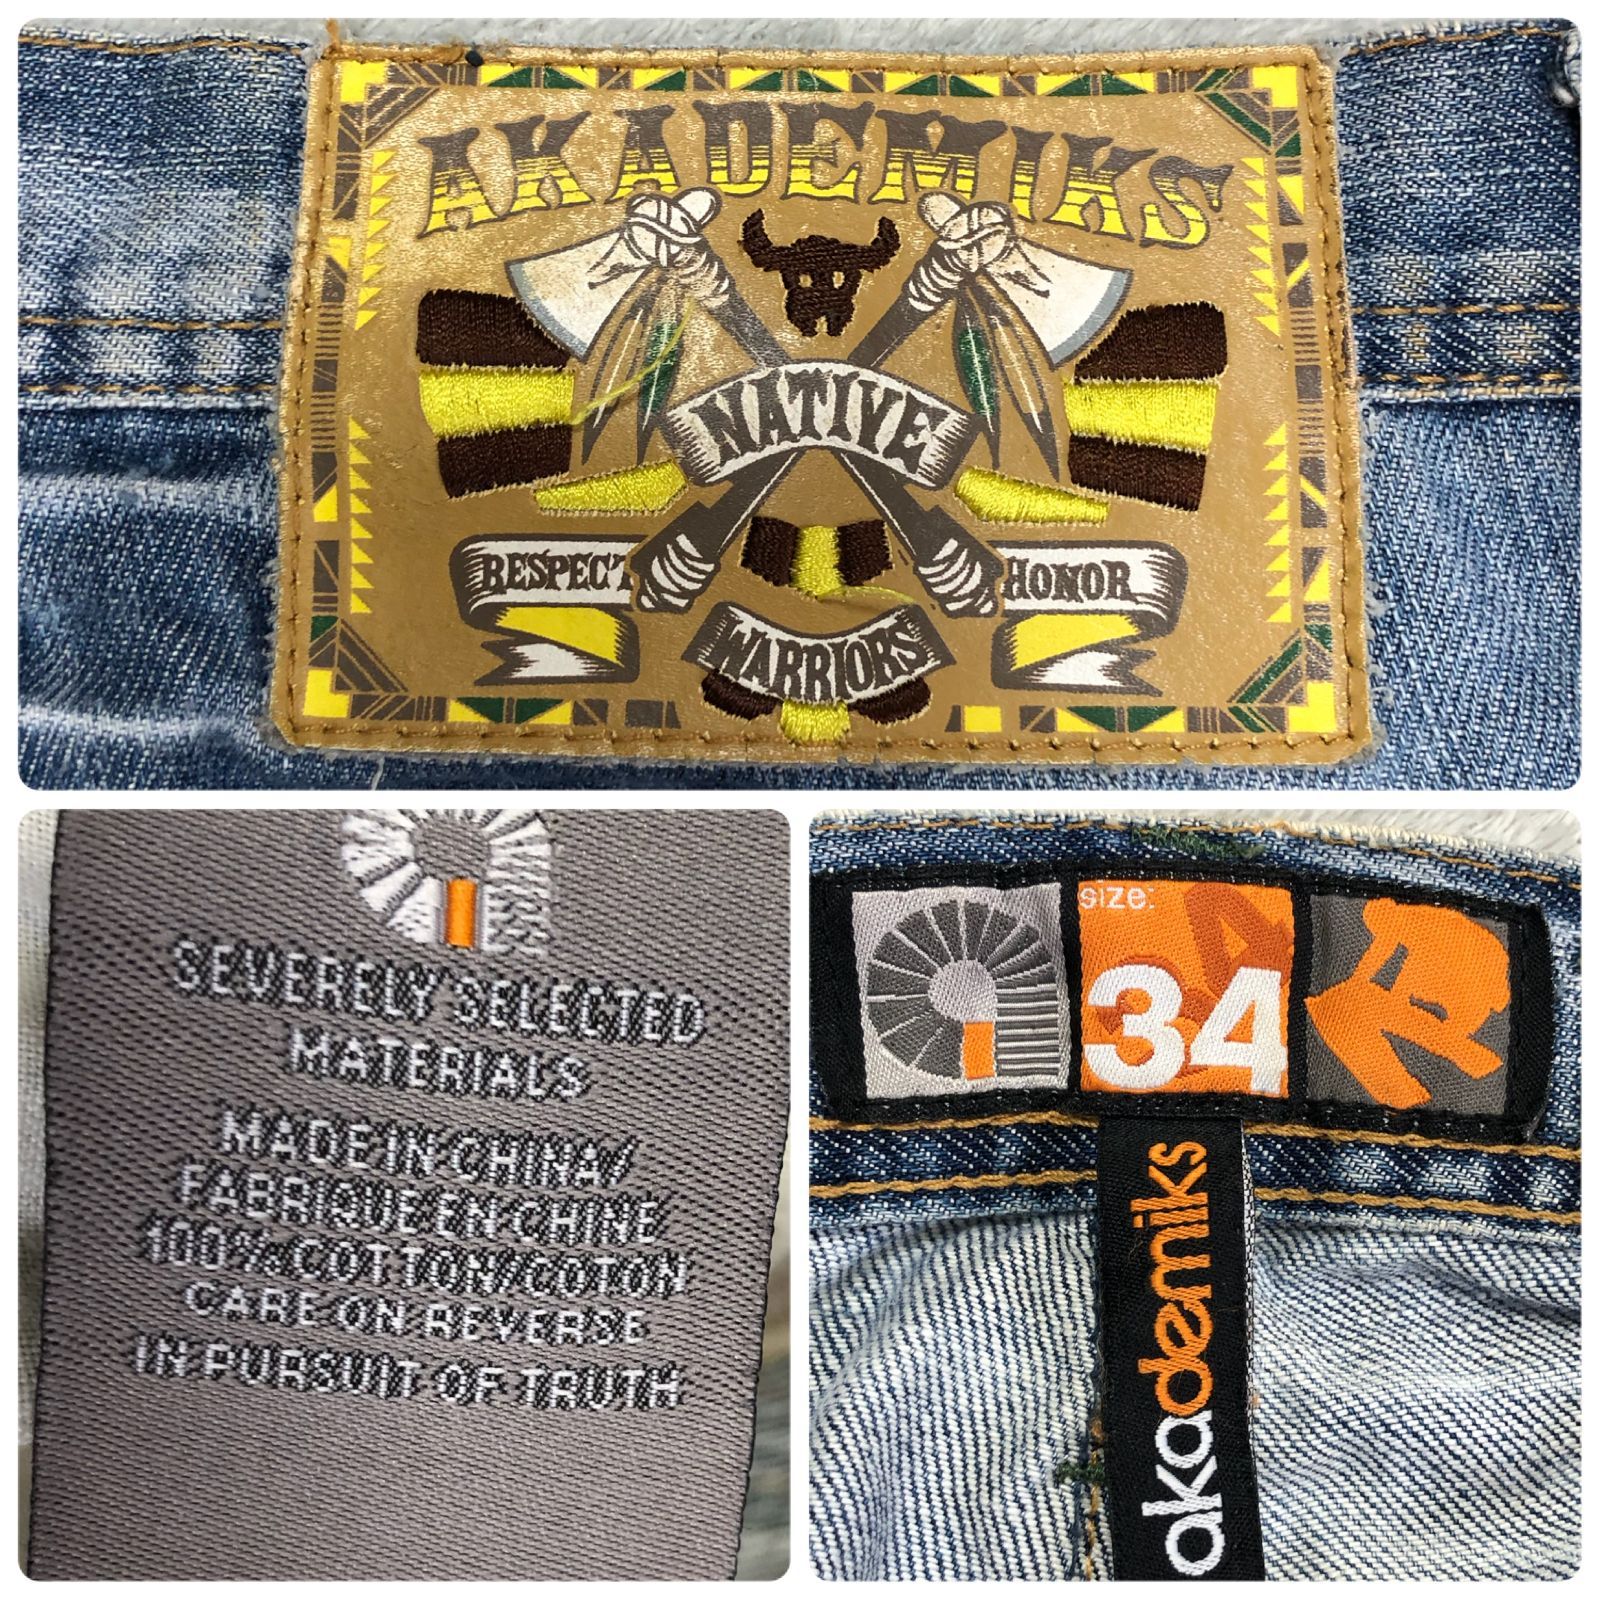 AKADEMIKS
NATIVE
RESPECT
HONOR
WARRIORS
SEVERELY SELECTED
MATERIALS
MADE IN CHINA/
FABRIQUE EN CHINE
100% COTTON/COTON
CARE ON REVERSE
IN PURSUIT OF TRUTH
size:
34
34
akademiks